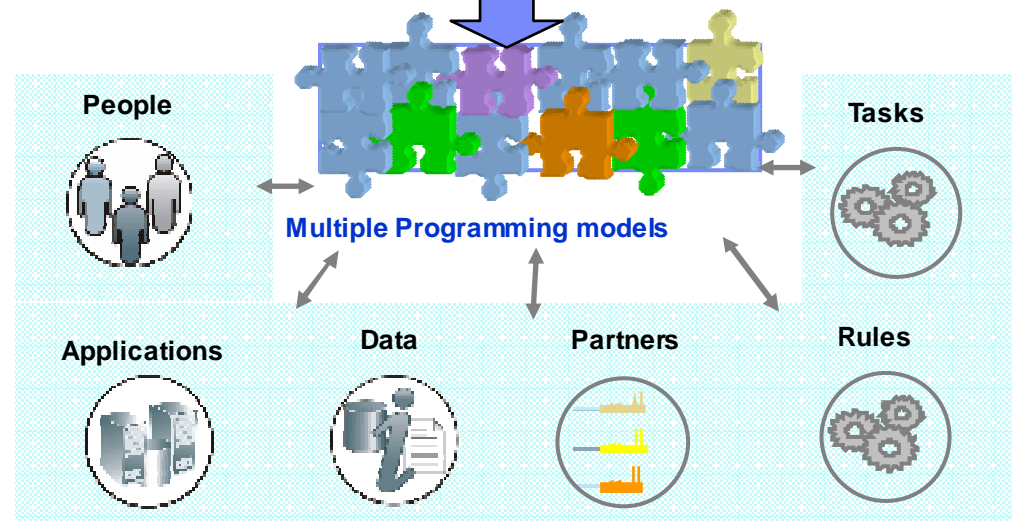 People
Tasks
Multiple Programming models
Applications
Data
Partners
Rules